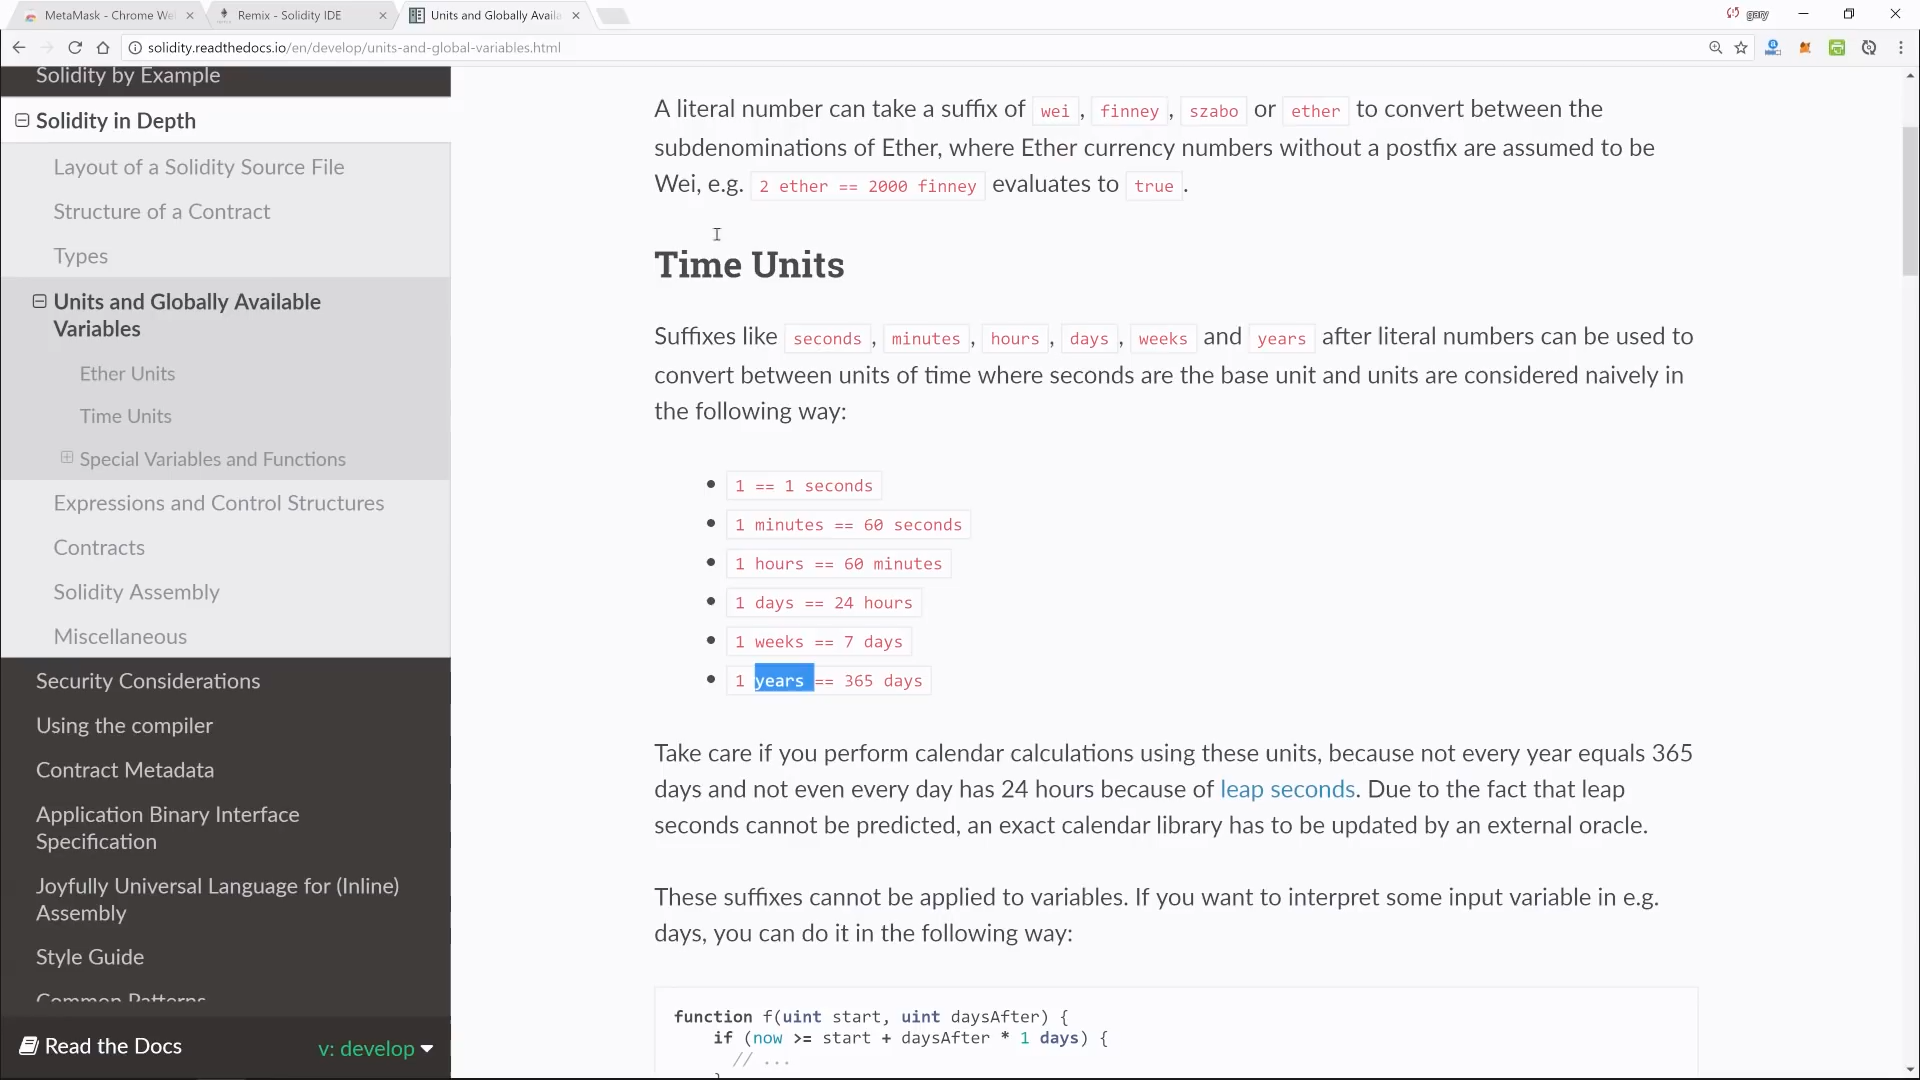 MetaMask - Chrome We
Remix - Solidity IDE
Units and Globally Availa
gary
solidity.readthedocs.io/en/develop/units-and-global-variables.html
Solidity by Example
Solidity in Depth
Layout of a Solidity Source File
Structure of a Contract
Types
Units and Globally Available
Variables
Ether Units
Time Units
Special Variables and Functions
Expressions and Control Structures
Contracts
Solidity Assembly
Miscellaneous
Security Considerations
Using the compiler
Contract Metadata
Application Binary Interface
Specification
Joyfully Universal Language for (Inline)
Assembly
Style Guide
Common Patterns
Read the Docs
v: develop
A literal number can take a suffix of wei, finney, szabo or ether to convert between the
subdenominations of Ether, where Ether currency numbers without a postfix are assumed to be
Wei, e.g. 2 ether == 2000 finney evaluates to true.
Time Units
Suffixes like seconds, minutes, hours, days, weeks and years after literal numbers can be used to
convert between units of time where seconds are the base unit and units are considered naively in
the following way:
1 == 1 seconds
1 minutes == 60 seconds
1 hours == 60 minutes
1 days == 24 hours
1 weeks == 7 days
1 years == 365 days
Take care if you perform calendar calculations using these units, because not every year equals 365
days and not even every day has 24 hours because of leap seconds. Due to the fact that leap
seconds cannot be predicted, an exact calendar library has to be updated by an external oracle.
These suffixes cannot be applied to variables. If you want to interpret some input variable in e.g.
days, you can do it in the following way:
function f(uint start, uint daysAfter) {
if (now >= start + daysAfter * 1 days) {
// ...
}